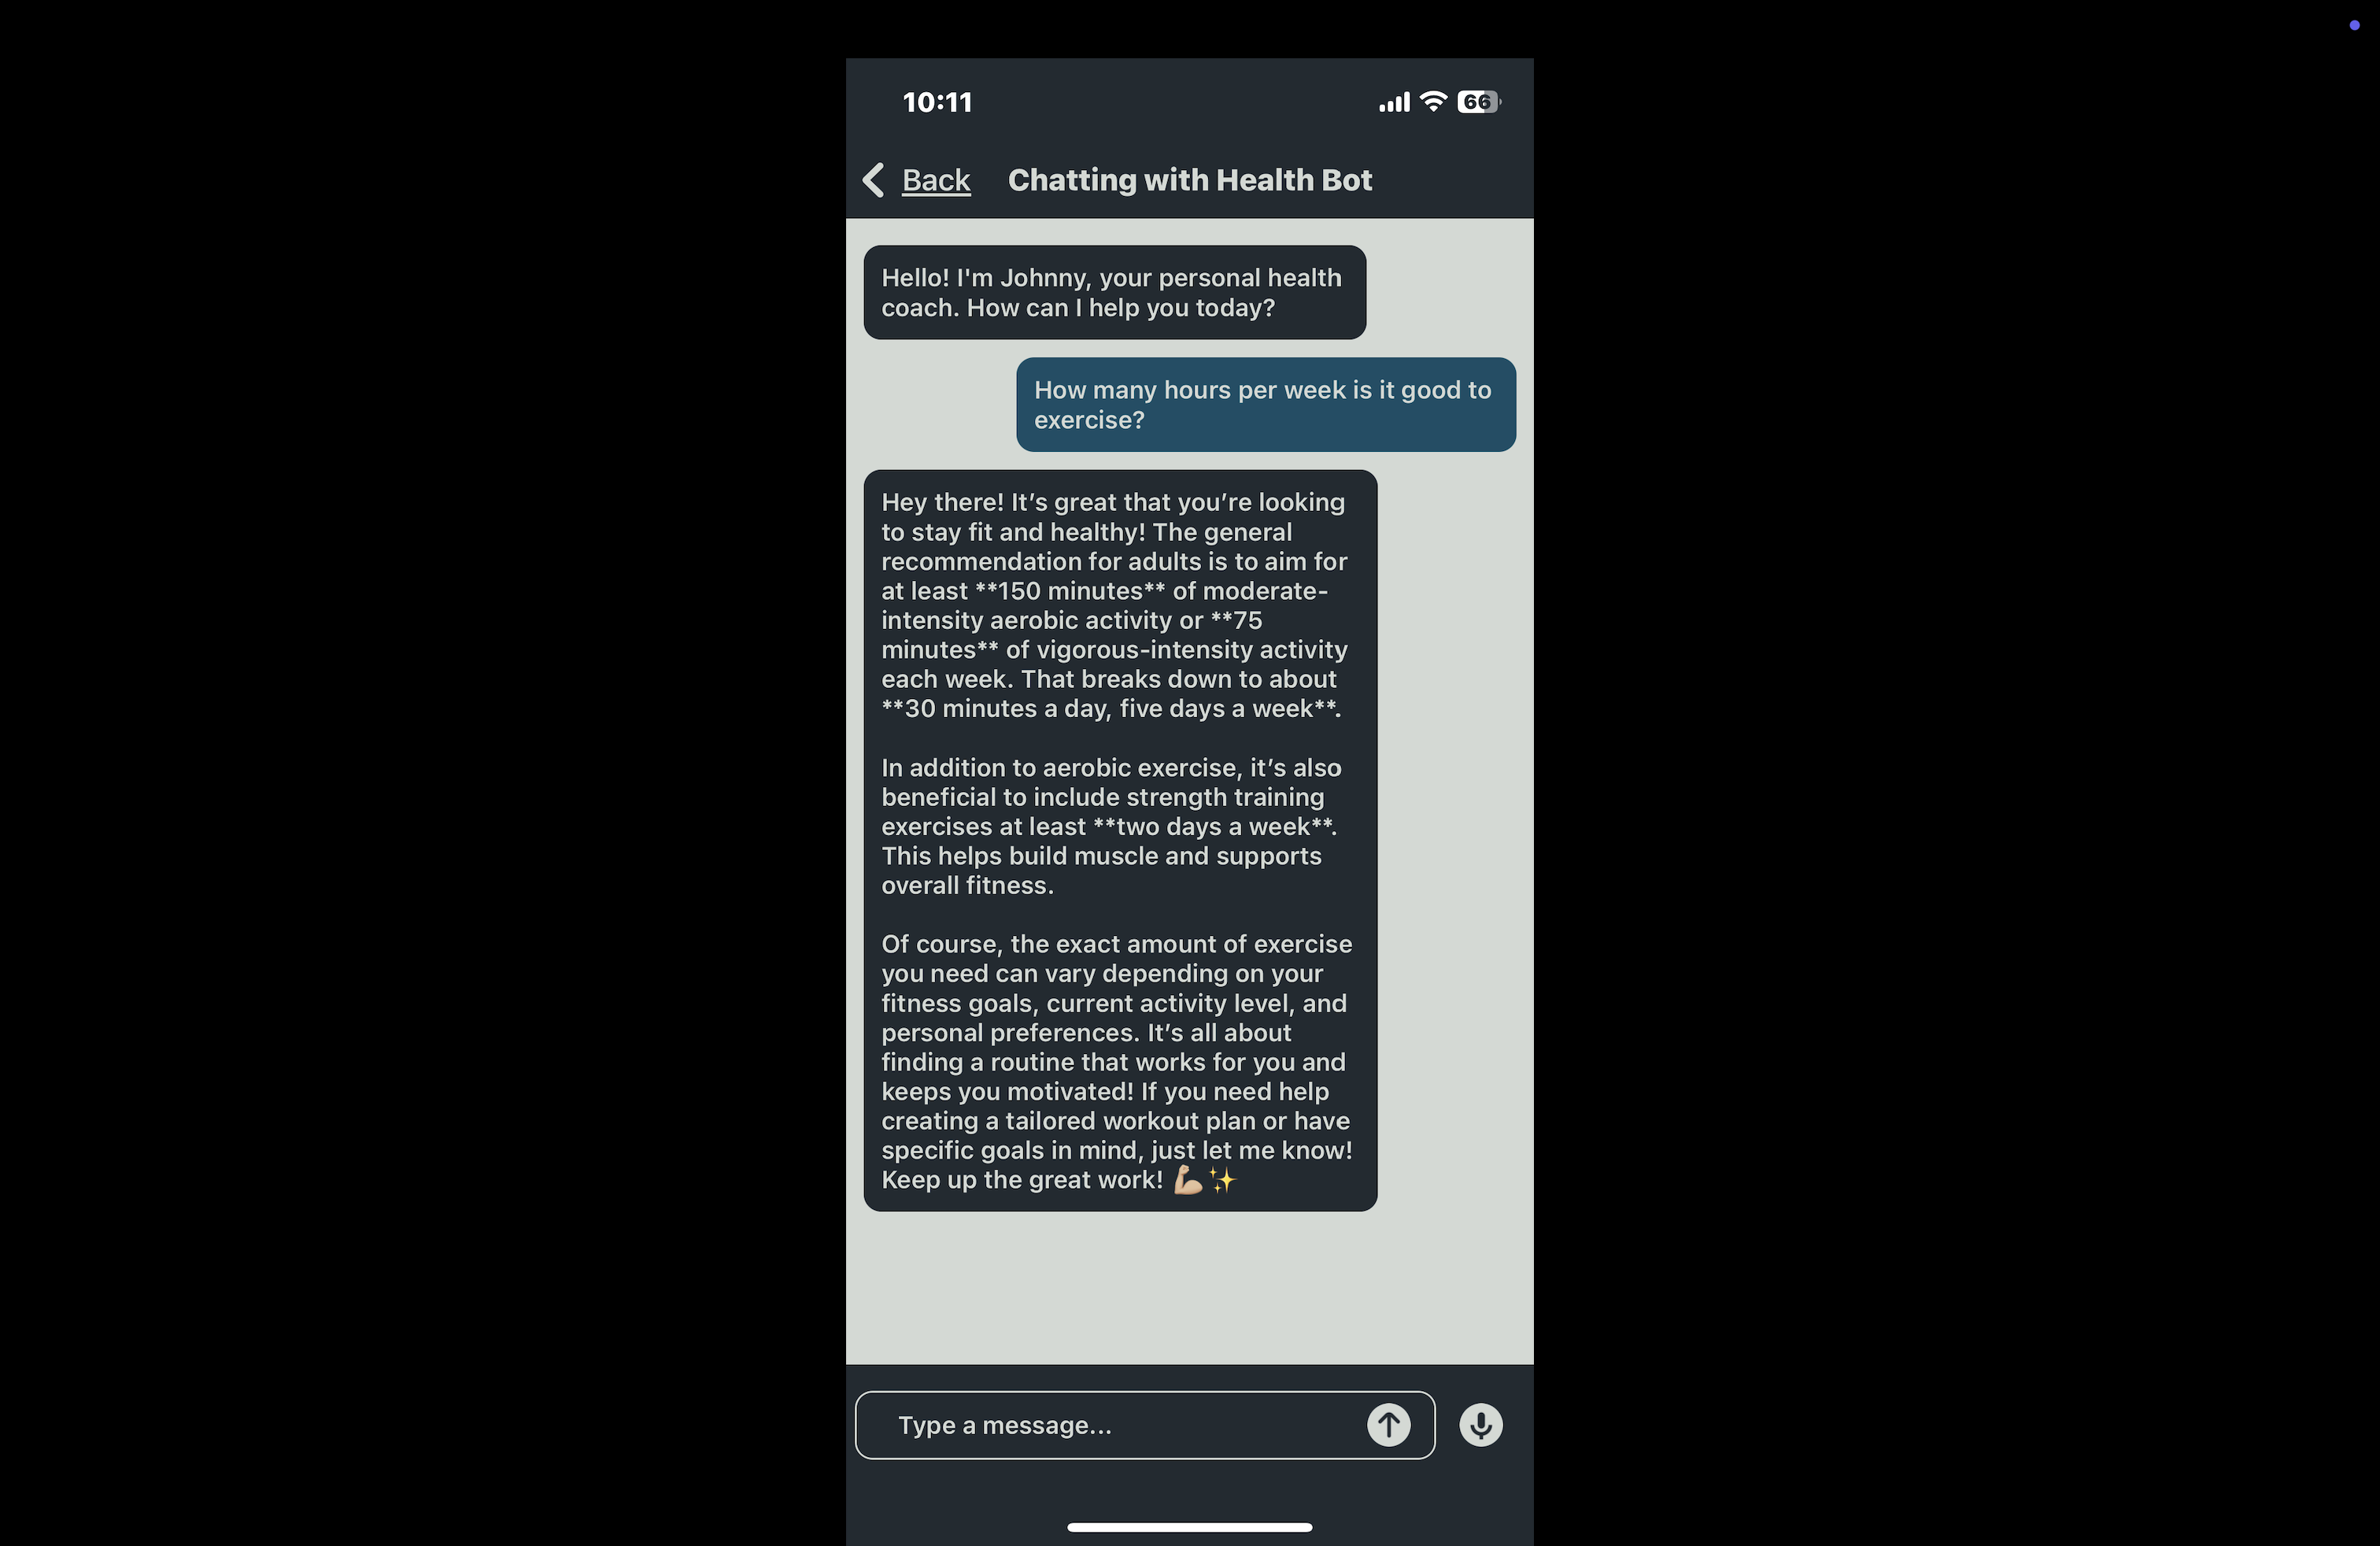 10:11
66
Back
Chatting with Health Bot
Hello! I'm Johnny, your personal health
coach. How can I help you today?
How many hours per week is it good to
exercise?
Hey there! It’s great that you’re looking
to stay fit and healthy! The general
recommendation for adults is to aim for
at least **150 minutes** of moderate-
intensity aerobic activity or **75
minutes** of vigorous-intensity activity
each week. That breaks down to about
**30 minutes a day, five days a week**.
In addition to aerobic exercise, it’s also
beneficial to include strength training
exercises at least **two days a week**.
This helps build muscle and supports
overall fitness.
Of course, the exact amount of exercise
you need can vary depending on your
fitness goals, current activity level, and
personal preferences. It’s all about
finding a routine that works for you and
keeps you motivated! If you need help
creating a tailored workout plan or have
specific goals in mind, just let me know!
Keep up the great work! 💪🏼✨
Type a message...